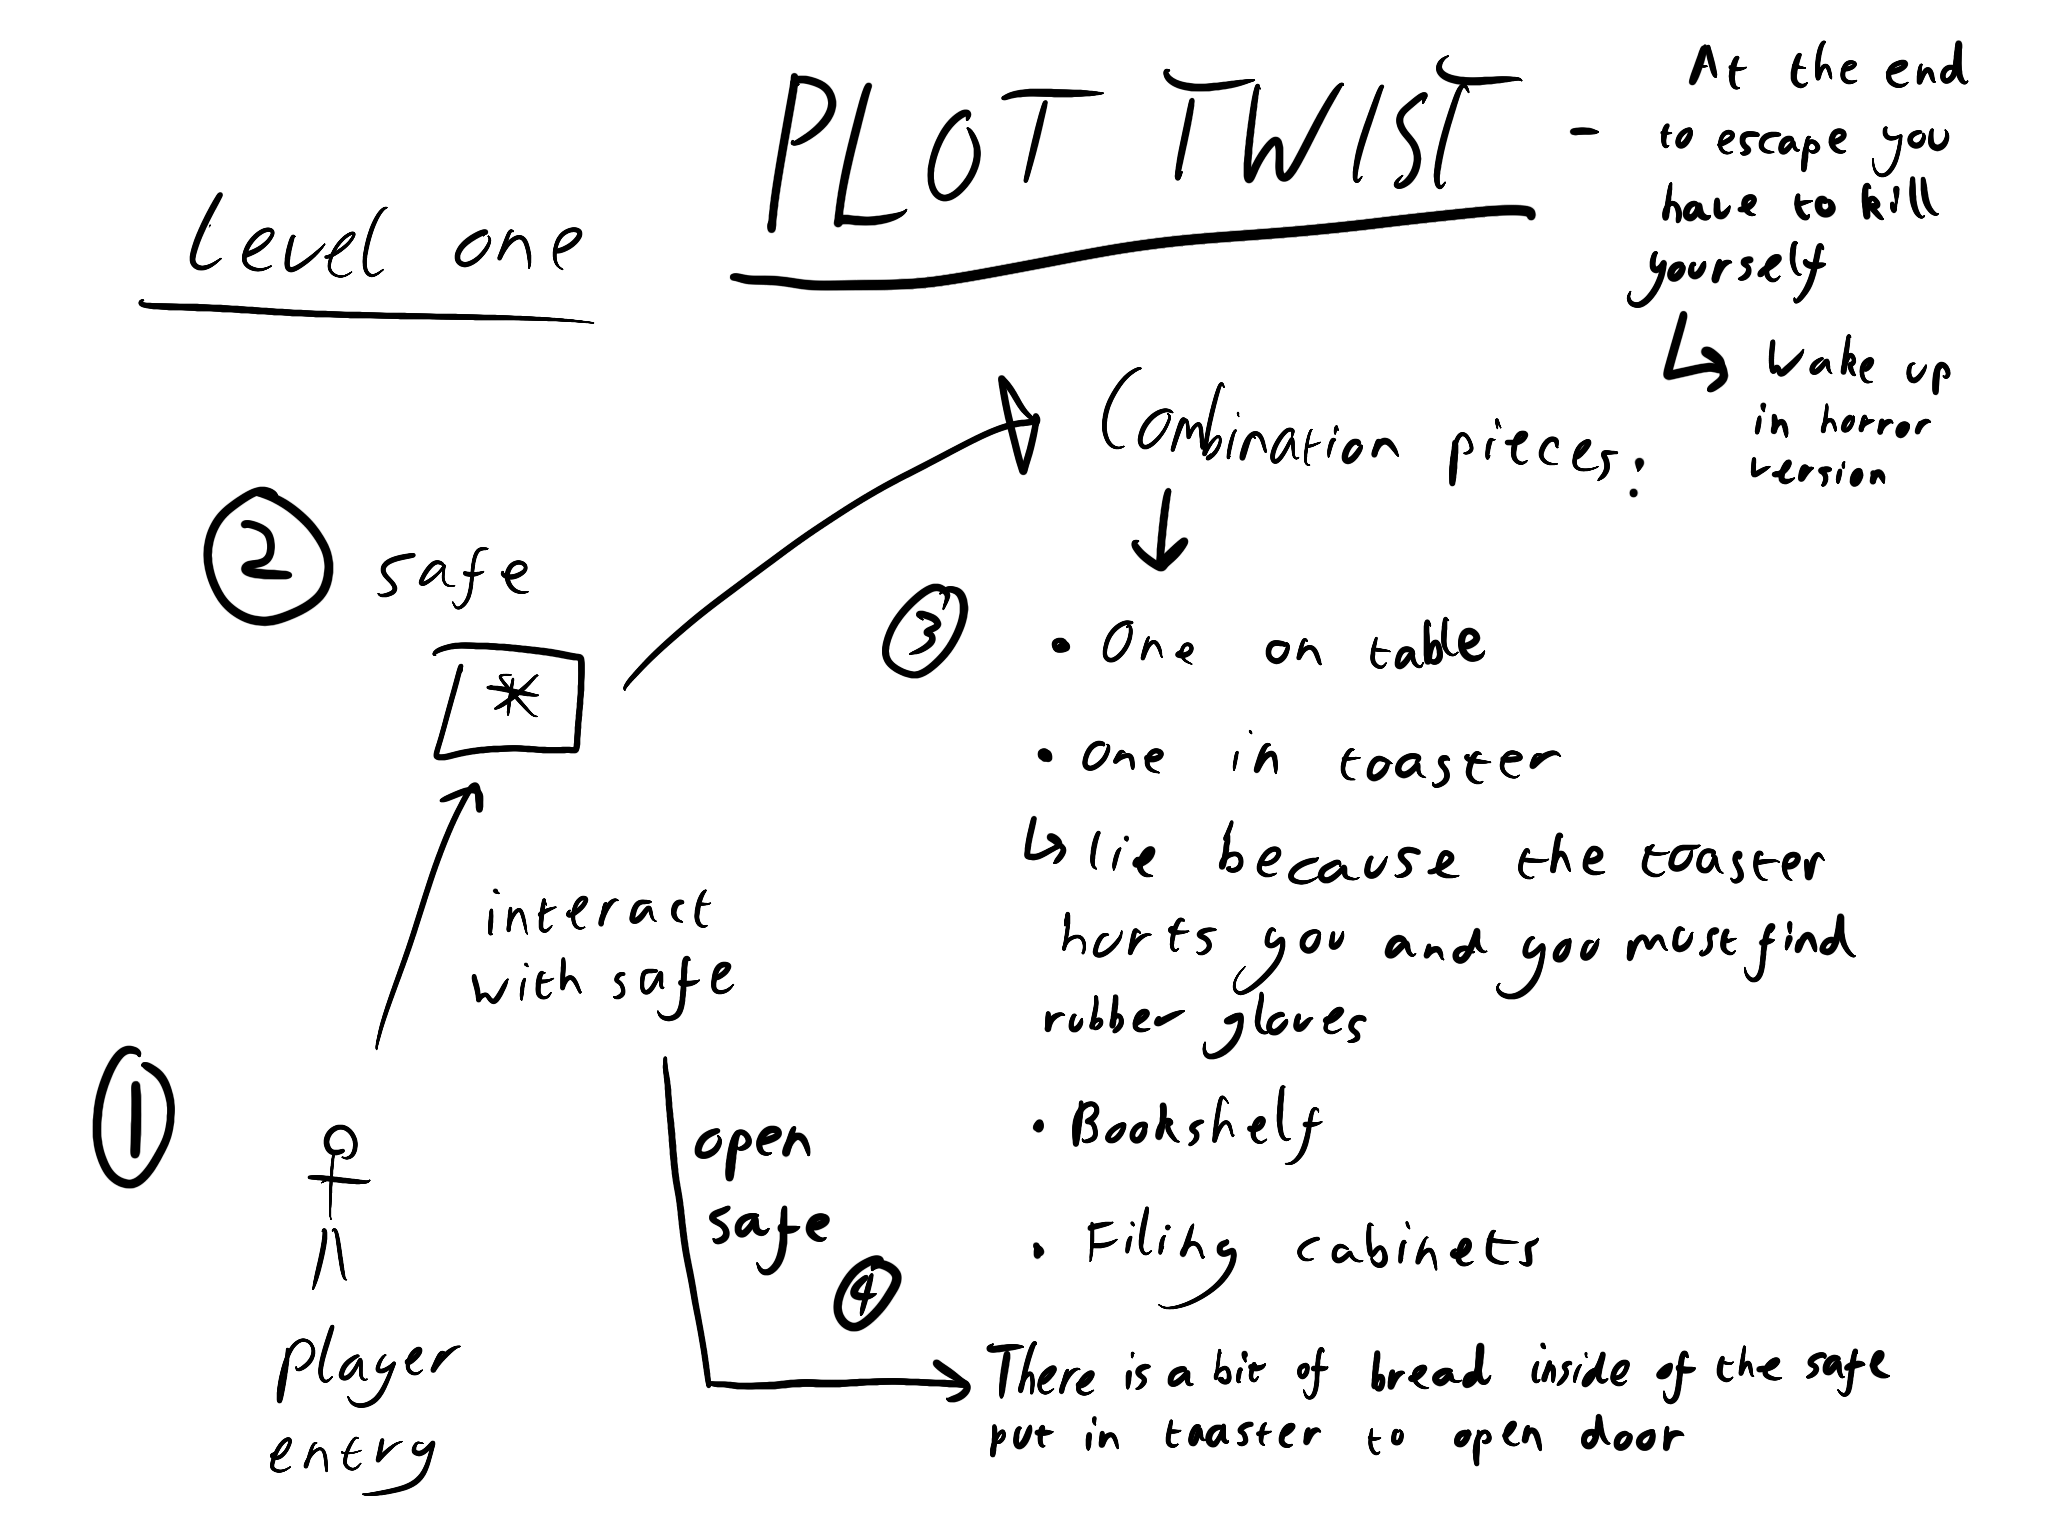 Level one
PLOT TWIST -
At the end
to escape you
have to kill
yourself
Wake up
in horror
version
2 safe
*
interact
with safe
1
player
entry
Combination pieces:
3
• One on table
• One in toaster
lie because the toaster
hurts you and you must find
rubber gloves
• Bookshelf
• Filing cabinets
open
safe
4
There is a bit of bread inside of the safe
put in toaster to open door